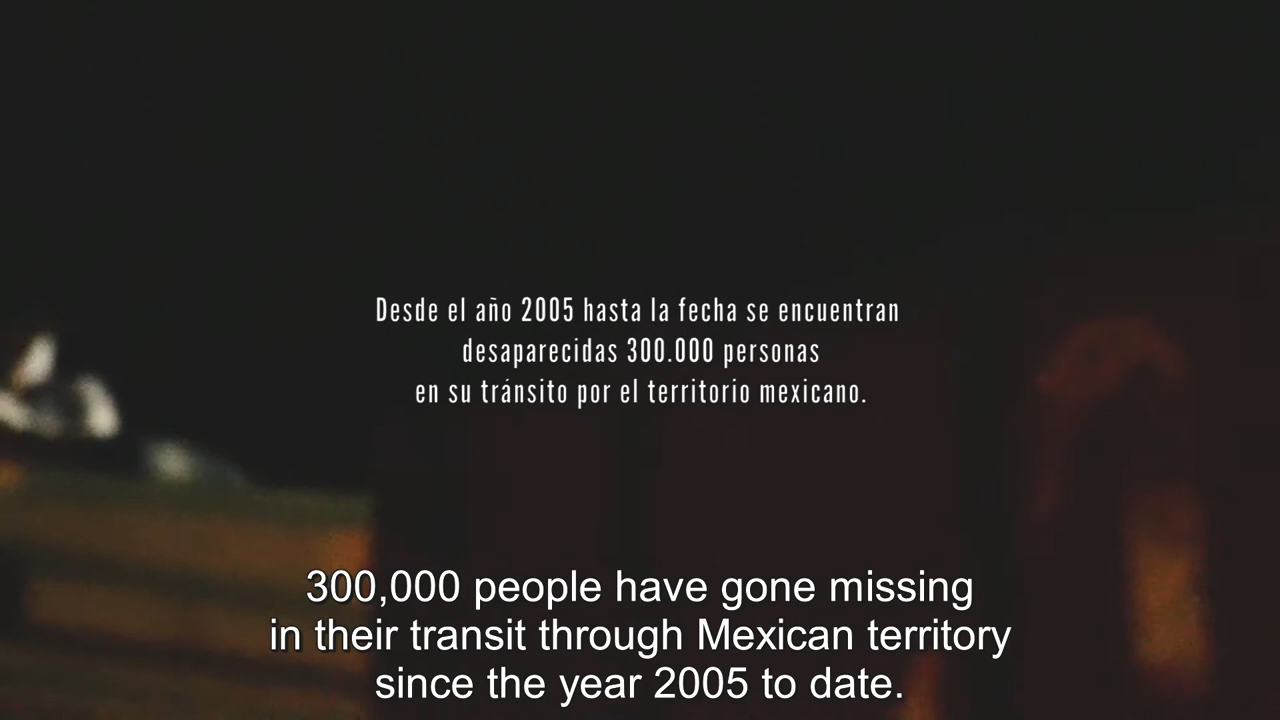 Desde el año 2005 hasta la fecha se encuentran
desaparecidas 300.000 personas
en su tránsito por el territorio mexicano.
300,000 people have gone missing
in their transit through Mexican territory
since the year 2005 to date.